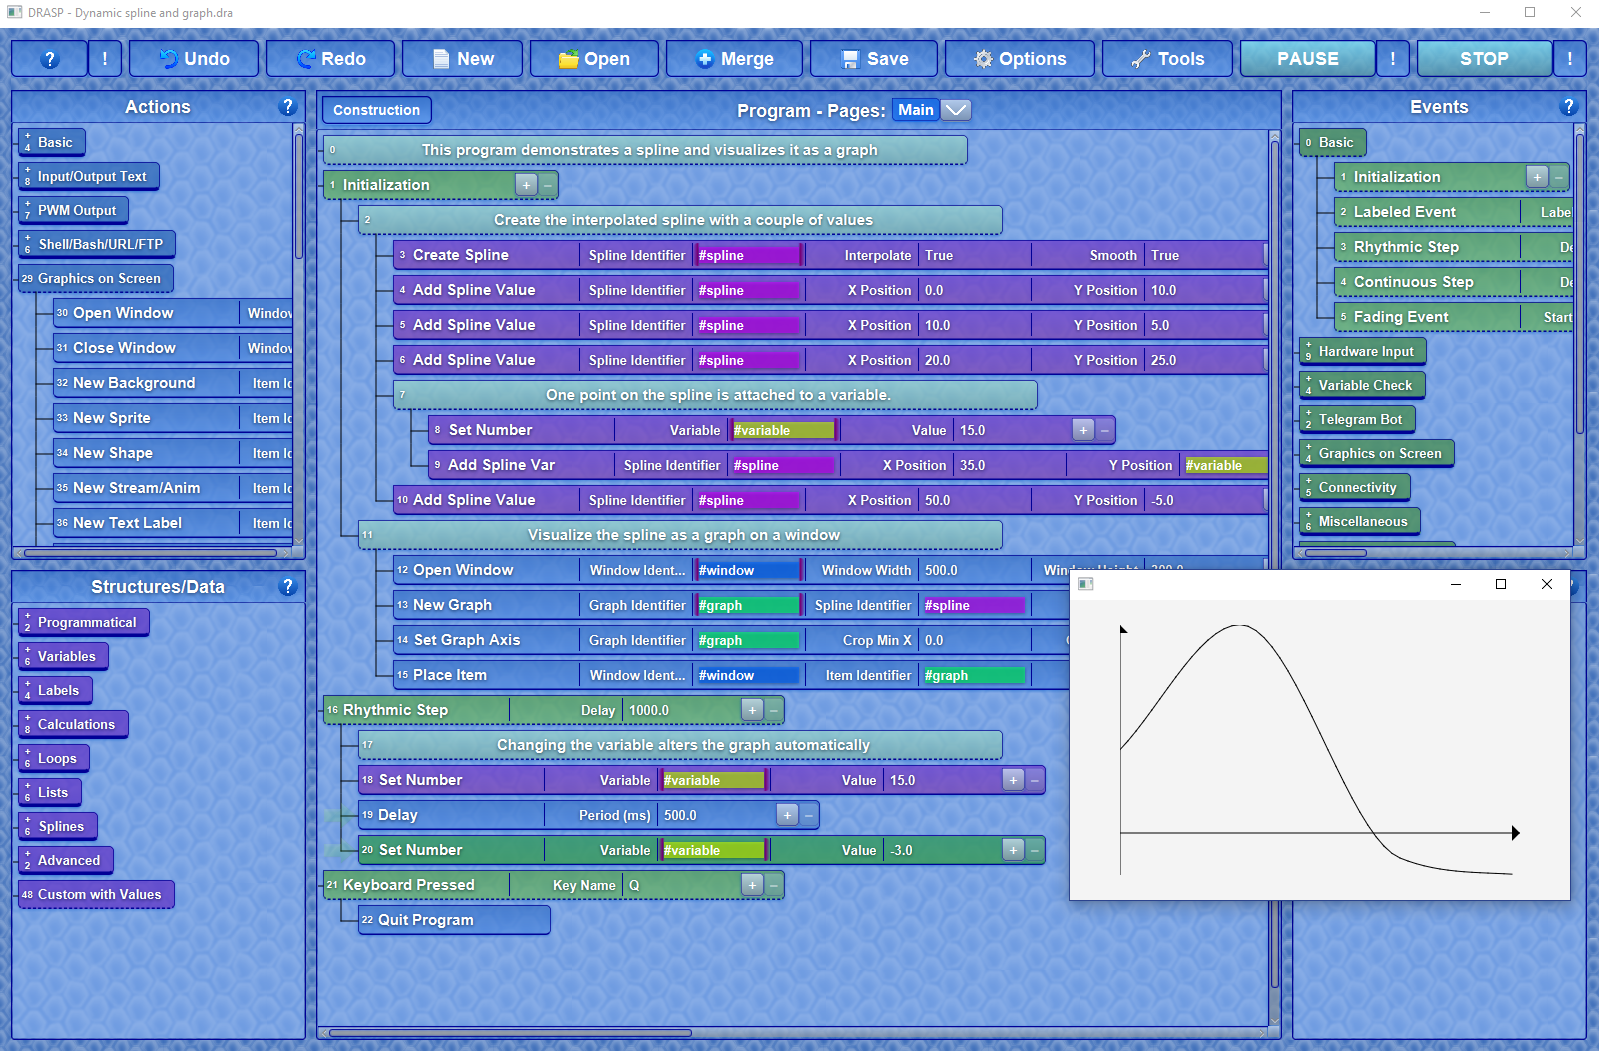 DRASP - Dynamic spline and graph.dra
? ! Undo Redo New Open Merge Save Options Tools PAUSE ! STOP !
Actions ?
+ 4 Basic
+ 8 Input/Output Text
+ 7 PWM Output
+ 6 Shell/Bash/URL/FTP
29 Graphics on Screen
30 Open Window Windo
31 Close Window Windo
32 New Background Item Id
33 New Sprite Item Id
34 New Shape Item Id
35 New Stream/Anim Item Id
36 New Text Label Item Id
Structures/Data ?
+ 2 Programmatical
+ 6 Variables
+ 4 Labels
+ 8 Calculations
+ 6 Loops
+ 6 Lists
+ 6 Splines
+ 2 Advanced
48 Custom with Values
Construction Program - Pages: Main
0 This program demonstrates a spline and visualizes it as a graph
1 Initialization + −
2 Create the interpolated spline with a couple of values
3 Create Spline Spline Identifier #spline Interpolate True Smooth True
4 Add Spline Value Spline Identifier #spline X Position 0.0 Y Position 10.0
5 Add Spline Value Spline Identifier #spline X Position 10.0 Y Position 5.0
6 Add Spline Value Spline Identifier #spline X Position 20.0 Y Position 25.0
7 One point on the spline is attached to a variable.
8 Set Number Variable #variable Value 15.0 + −
9 Add Spline Var Spline Identifier #spline X Position 35.0 Y Position #variable
10 Add Spline Value Spline Identifier #spline X Position 50.0 Y Position -5.0
11 Visualize the spline as a graph on a window
12 Open Window Window Ident... #window Window Width 500.0
13 New Graph Graph Identifier #graph Spline Identifier #spline
14 Set Graph Axis Graph Identifier #graph Crop Min X 0.0
15 Place Item Window Ident... #window Item Identifier #graph
16 Rhythmic Step Delay 1000.0 + −
17 Changing the variable alters the graph automatically
18 Set Number Variable #variable Value 15.0 + −
19 Delay Period (ms) 500.0 + −
20 Set Number Variable #variable Value -3.0 + −
21 Keyboard Pressed Key Name Q + −
22 Quit Program
Events ?
0 Basic
1 Initialization + −
2 Labeled Event Labe
3 Rhythmic Step De
4 Continuous Step De
5 Fading Event Start
+ 9 Hardware Input
+ 4 Variable Check
+ 2 Telegram Bot
+ 4 Graphics on Screen
+ 5 Connectivity
+ 6 Miscellaneous